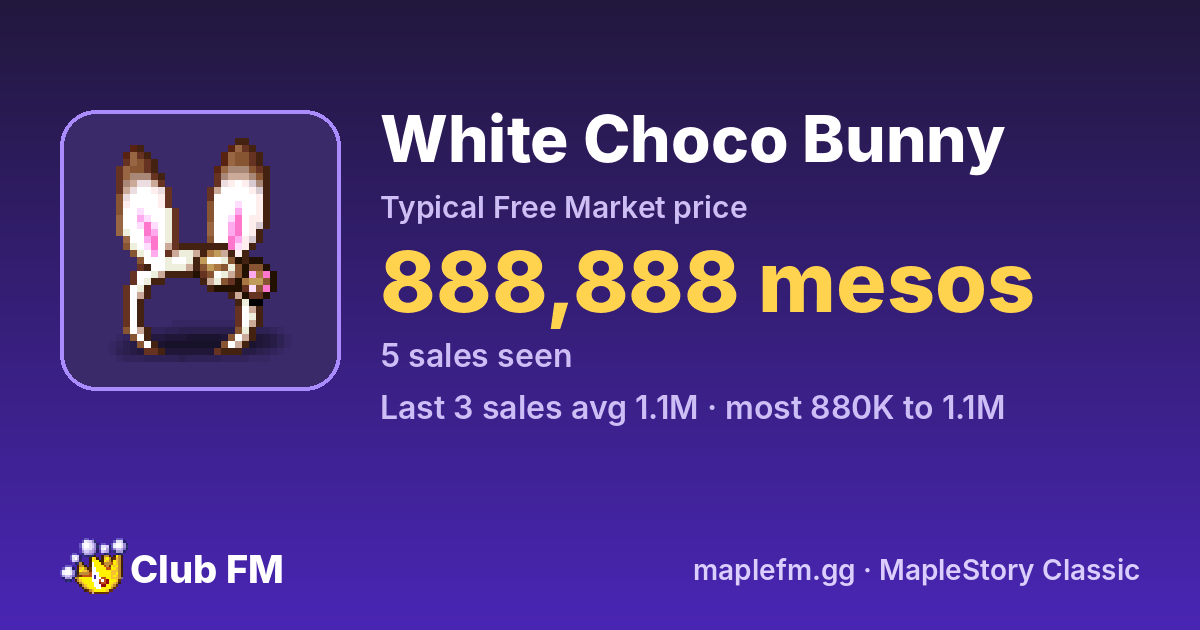 White Choco Bunny
Typical Free Market price
888,888 mesos
5 sales seen
Last 3 sales avg 1.1M · most 880K to 1.1M
Club FM
maplefm.gg · MapleStory Classic